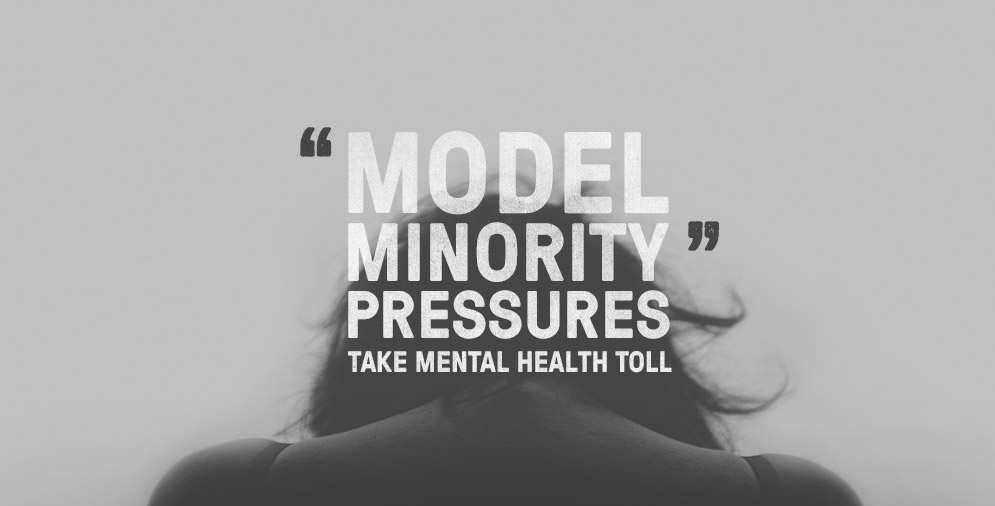 “MODEL
MINORITY”
PRESSURES
TAKE MENTAL HEALTH TOLL